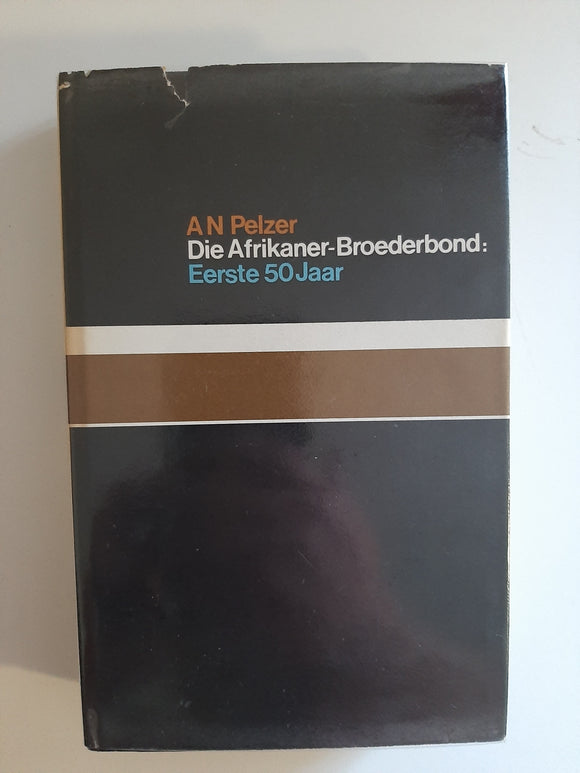 A N Pelzer
Die Afrikaner-Broederbond:
Eerste 50 Jaar